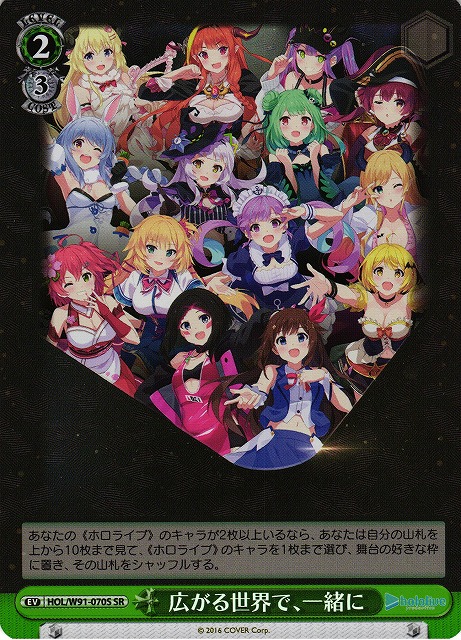 LEVEL
2
3
COST
あなたの《ホロライブ》のキャラが2枚以上いるなら、あなたは自分の山札を
上から10枚まで見て、《ホロライブ》のキャラを1枚まで選び、舞台の好きな枠
に置き、その山札をシャッフルする。
EV HOL/W91-070S SR 広がる世界で、一緒に hololive
© 2016 COVER Corp.